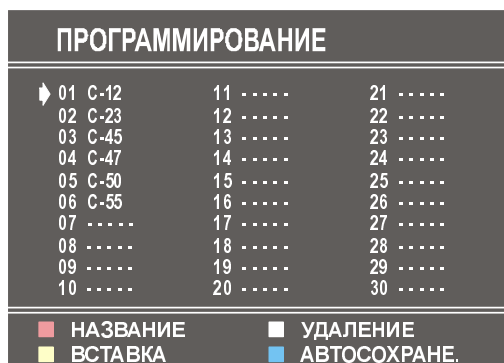 ПРОГРАММИРОВАНИЕ
01 C-12 11 - - - - - 21 - - - - -
02 C-23 12 - - - - - 22 - - - - -
03 C-45 13 - - - - - 23 - - - - -
04 C-47 14 - - - - - 24 - - - - -
05 C-50 15 - - - - - 25 - - - - -
06 C-55 16 - - - - - 26 - - - - -
07 - - - - - 17 - - - - - 27 - - - - -
08 - - - - - 18 - - - - - 28 - - - - -
09 - - - - - 19 - - - - - 29 - - - - -
10 - - - - - 20 - - - - - 30 - - - - -
НАЗВАНИЕ УДАЛЕНИЕ
ВСТАВКА АВТОСОХРАНЕ.